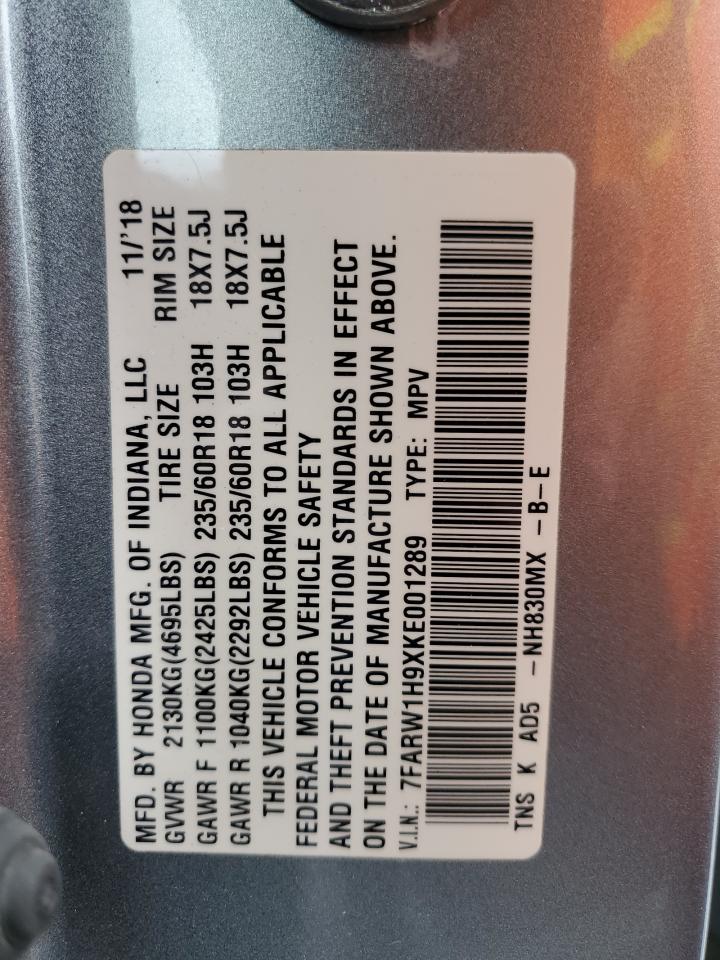 MFD. BY HONDA MFG. OF INDIANA, LLC 11/'18
GVWR 2130KG(4695LBS) TIRE SIZE RIM SIZE
GAWR F 1100KG(2425LBS) 235/60R18 103H 18X7.5J
GAWR R 1040KG(2292LBS) 235/60R18 103H 18X7.5J
THIS VEHICLE CONFORMS TO ALL APPLICABLE
FEDERAL MOTOR VEHICLE SAFETY
AND THEFT PREVENTION STANDARDS IN EFFECT
ON THE DATE OF MANUFACTURE SHOWN ABOVE.
V.I.N.: 7FARW1H9XKE001289 TYPE: MPV
TNS K AD5 -NH830MX -B-E